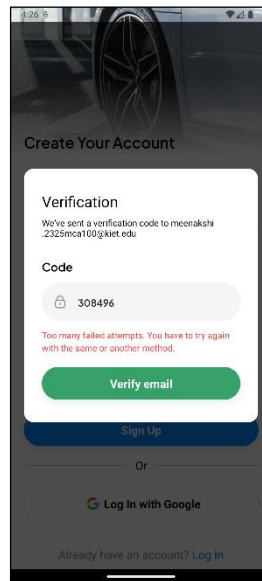 4:26
Create Your Account
Verification
We've sent a verification code to meenakshi
.2325mca100@kiet.edu
Code
308496
Too many failed attempts. You have to try again
with the same or another method.
Verify email
Sign Up
Or
Log In with Google
Already have an account? Log In